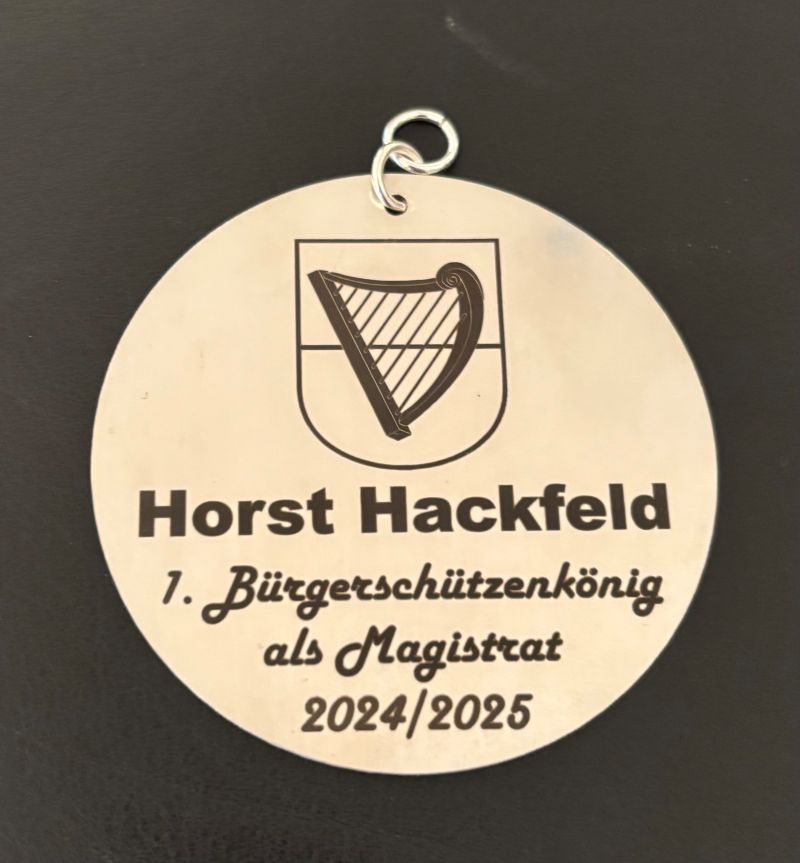 Horst Hackfeld
1. Bürgerschützenkönig
als Magistrat
2024/2025